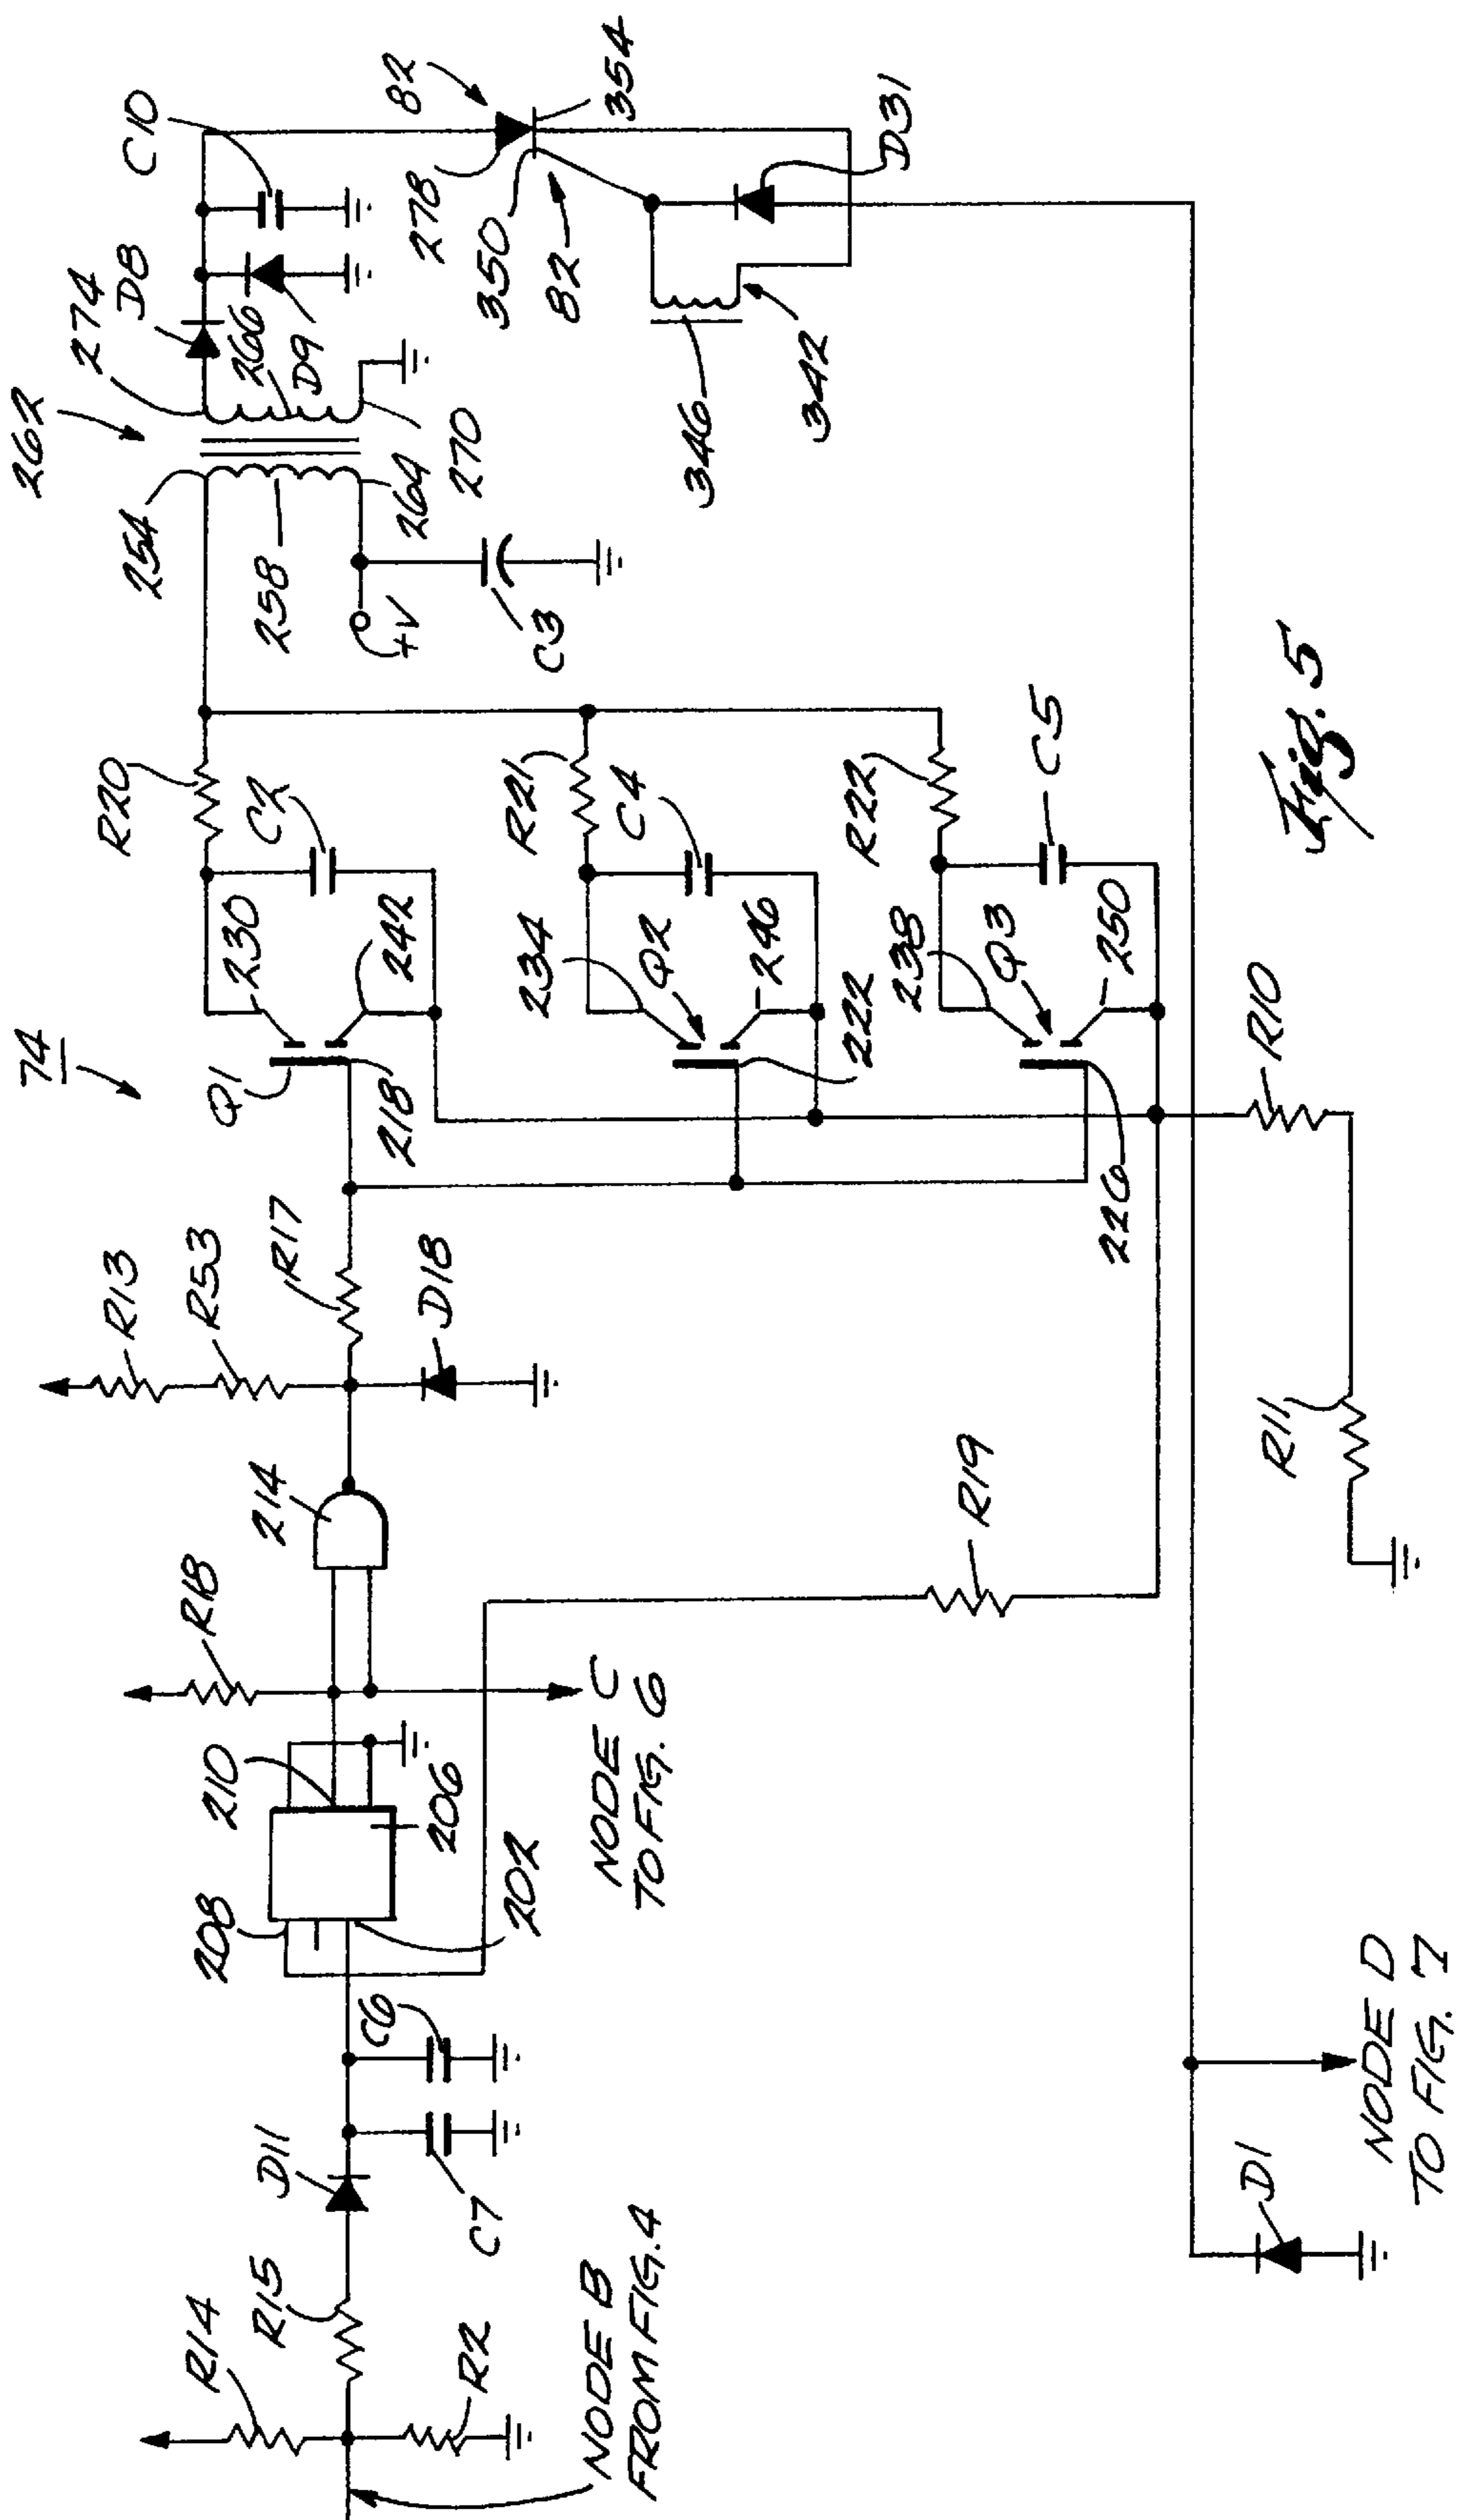 74
262
R14
R15
D11
C6
208
210
R18
214
R13
R53
R17
Q1
230
R20
C2
254
274
D8
C10
R2
C7
202
206
D18
218
242
258
264
266
D9
278
82
NODE B
FROM FIG. 4
NODE C
TO FIG. 6
234
Q2
R21
C4
+V
C3
270
350
82
354
222
246
346
342
D31
R19
226
238
Q3
250
R22
C5
D1
NODE D
TO FIG. 7
R11
R10
Fig. 5